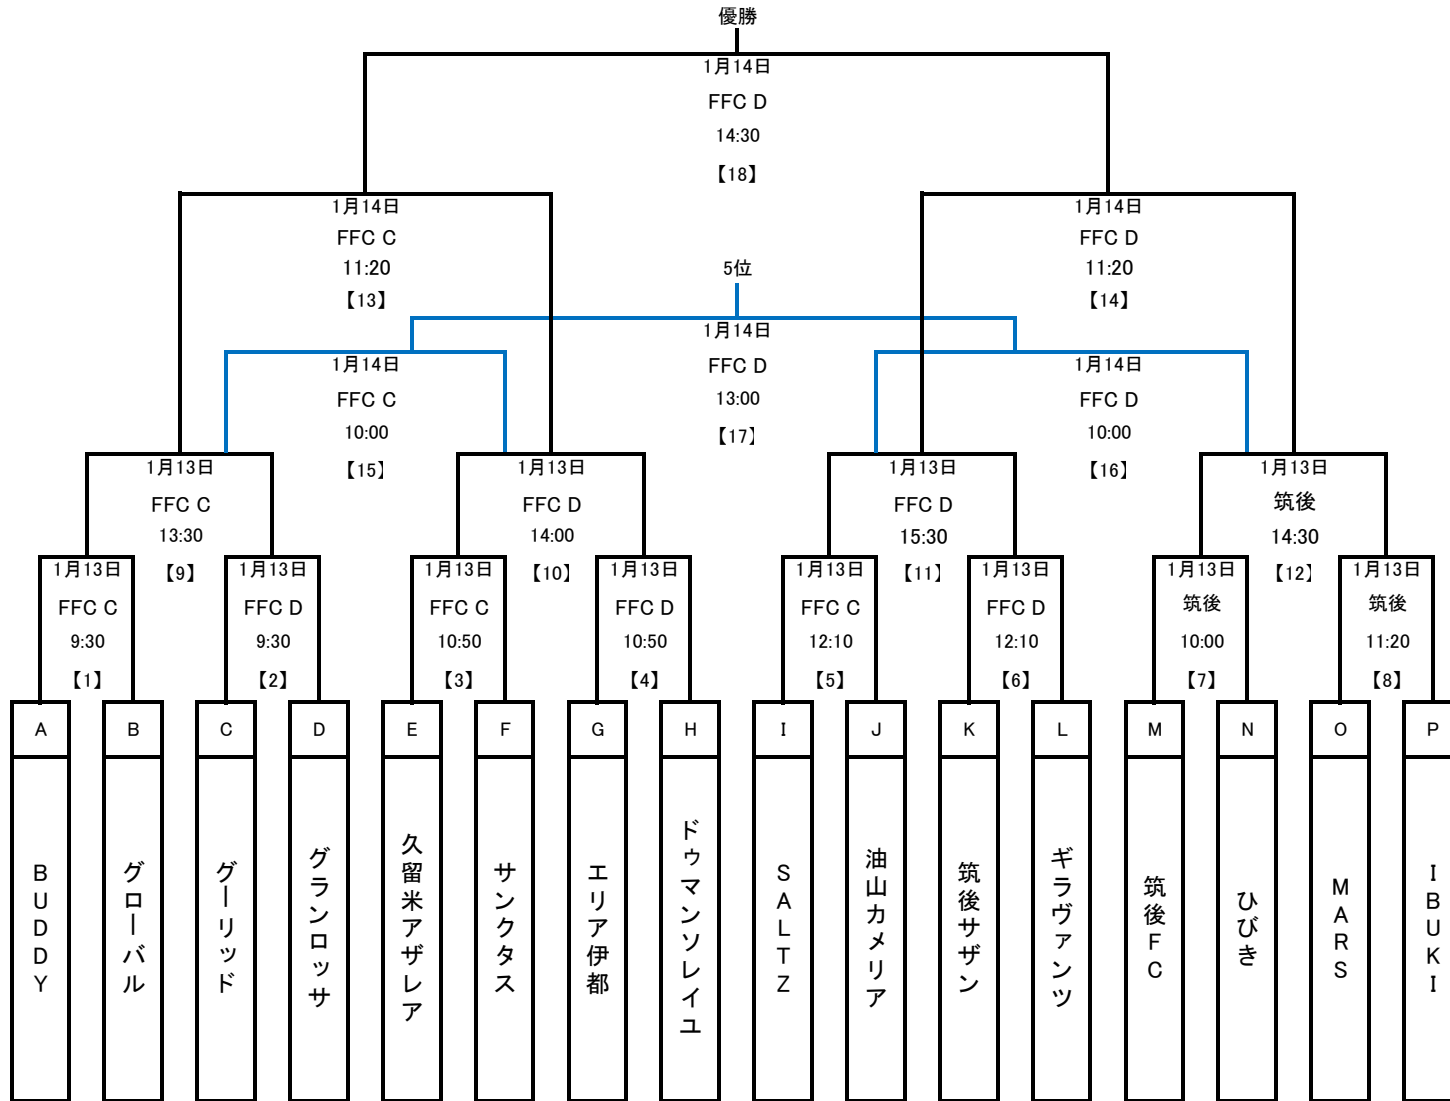 優勝
1月14日
FFC D
14:30
【18】
1月14日
FFC C
11:20
【13】
1月14日
FFC D
11:20
【14】
5位
1月14日
FFC D
13:00
【17】
1月14日
FFC C
10:00
【15】
1月14日
FFC D
10:00
【16】
1月13日
FFC C
13:30
【9】
1月13日
FFC D
14:00
【10】
1月13日
FFC D
15:30
【11】
1月13日
筑後
14:30
【12】
1月13日
FFC C
9:30
【1】
1月13日
FFC D
9:30
【2】
1月13日
FFC C
10:50
【3】
1月13日
FFC D
10:50
【4】
1月13日
FFC C
12:10
【5】
1月13日
FFC D
12:10
【6】
1月13日
筑後
10:00
【7】
1月13日
筑後
11:20
【8】
A
BUDDY
B
グローバル
C
グーリッド
D
グランロッサ
E
久留米アザレア
F
サンクタス
G
エリア伊都
H
ドゥマンソレイユ
I
SALTZ
J
油山カメリア
K
筑後サザン
L
ギラヴァンツ
M
筑後FC
N
ひびき
O
MARS
P
IBUKI